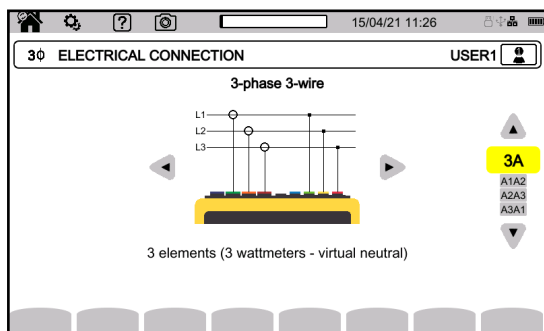 ?
15/04/21 11:26
3ϕ ELECTRICAL CONNECTION USER1
3-phase 3-wire
L1
L2
L3
3A
A1A2
A2A3
A3A1
3 elements (3 wattmeters - virtual neutral)